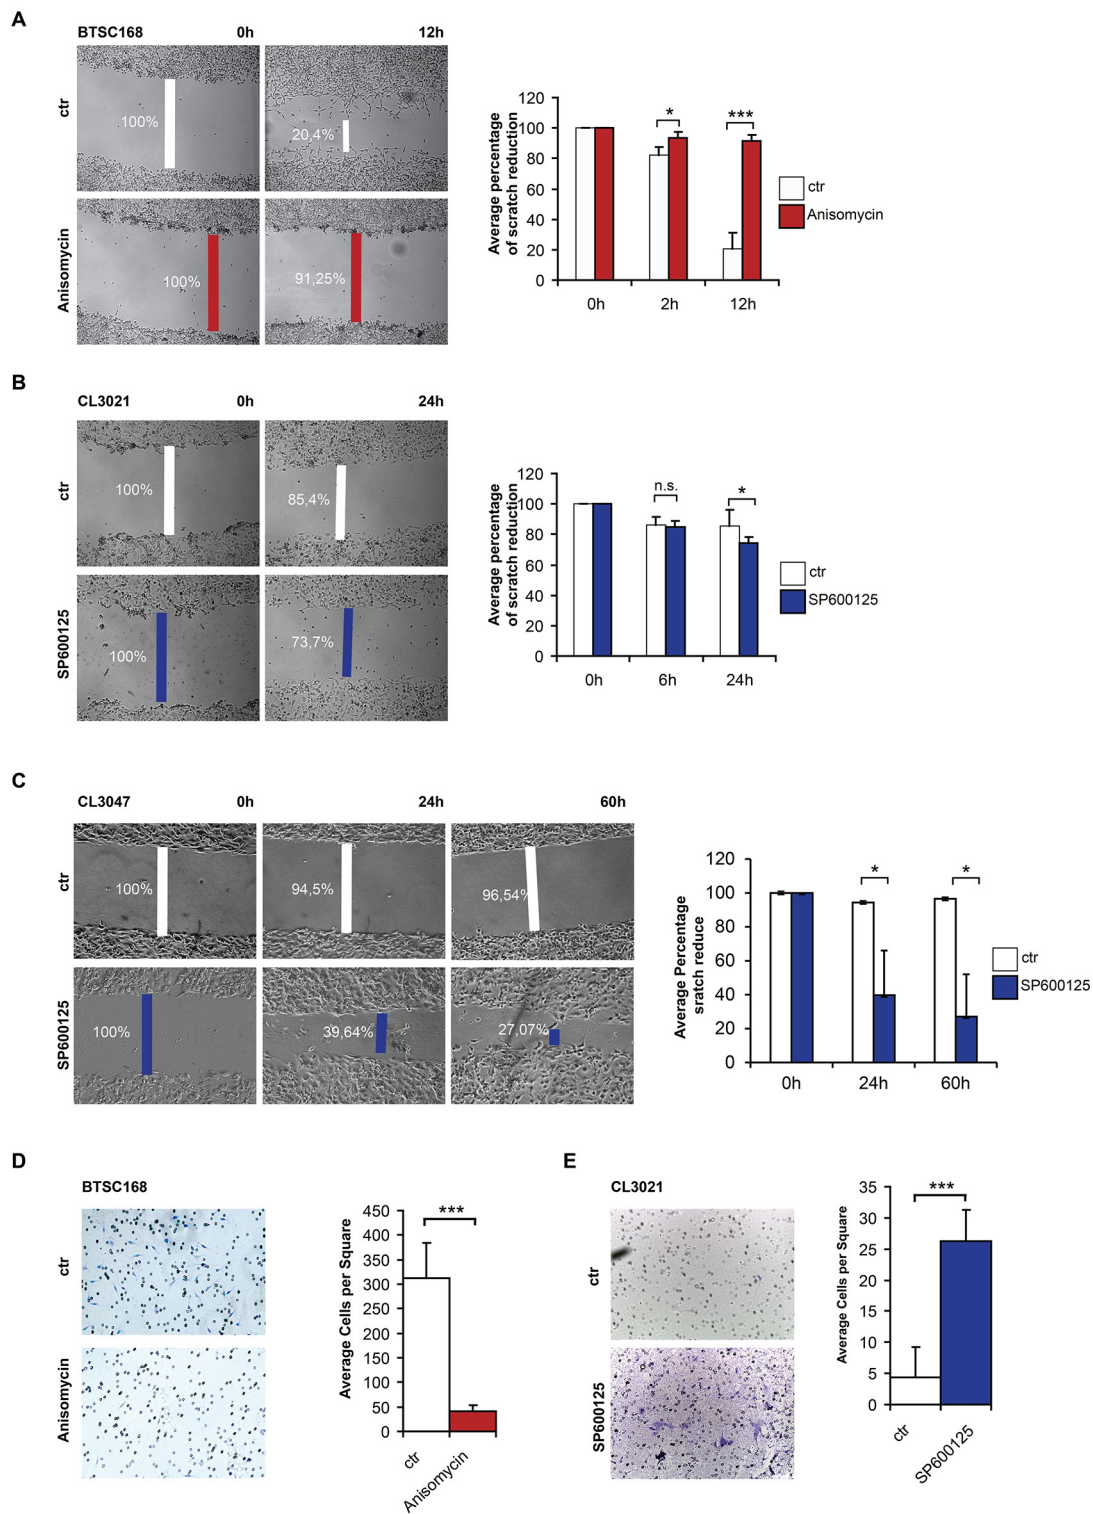 A
BTSC168 0h 12h
ctr
100%
20,4%
Anisomycin
100%
91,25%
Average percentage
of scratch reduction
120
100
80
60
40
20
0
* ***
0h 2h 12h
ctr
Anisomycin
B
CL3021 0h 24h
ctr
100%
85,4%
SP600125
100%
73,7%
Average percentage
of scratch reduction
120
100
80
60
40
20
0
n.s. *
0h 6h 24h
ctr
SP600125
C
CL3047 0h 24h 60h
ctr
100%
94,5%
96,54%
SP600125
100%
39,64%
27,07%
Average Percentage
sratch reduce
120
100
80
60
40
20
0
* *
0h 24h 60h
ctr
SP600125
D
BTSC168
ctr
Anisomycin
Average Cells per Square
450
400
350
300
250
200
150
100
50
0
***
ctr
Anisomycin
E
CL3021
ctr
SP600125
Average Cells per Square
35
30
25
20
15
10
5
0
***
ctr
SP600125